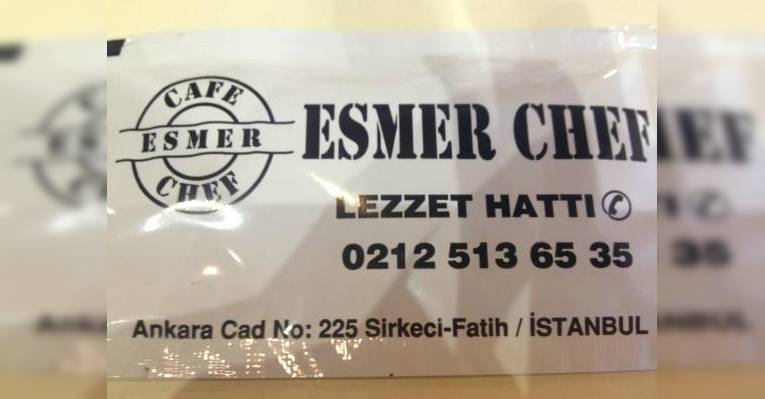 CAFE
ESMER
CHEF
ESMER CHEF
LEZZET HATTI
0212 513 65 35
Ankara Cad No: 225 Sirkeci-Fatih / İSTANBUL